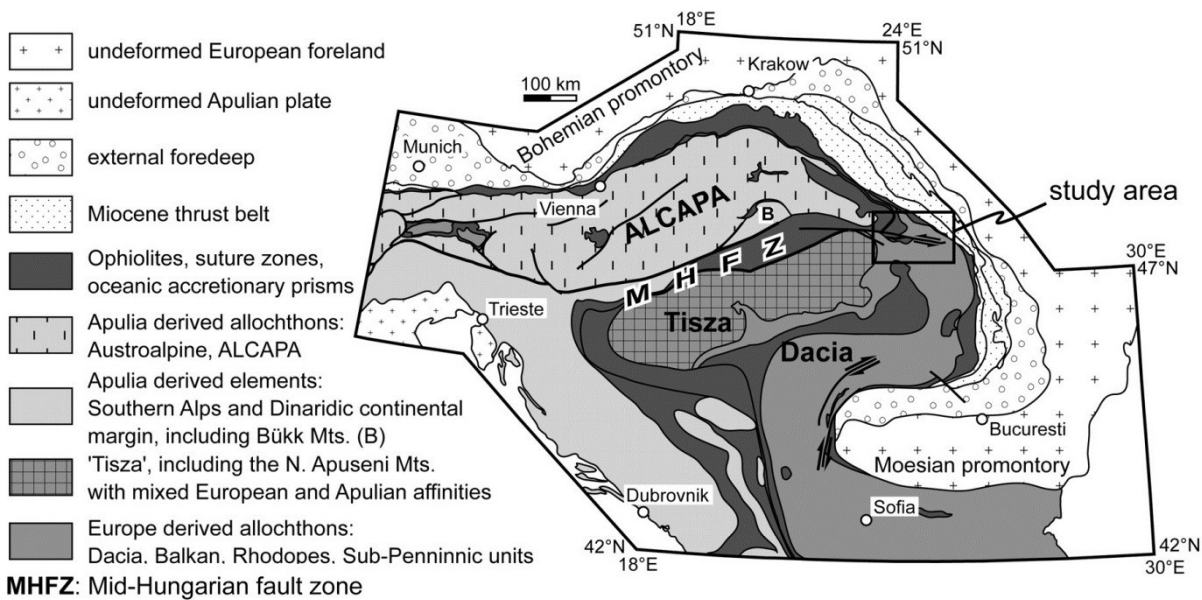 undeformed European foreland
undeformed Apulian plate
external foredeep
Miocene thrust belt
Ophiolites, suture zones,
oceanic accretionary prisms
Apulia derived allochthons:
Austroalpine, ALCAPA
Apulia derived elements:
Southern Alps and Dinaridic continental
margin, including Bükk Mts. (B)
'Tisza', including the N. Apuseni Mts.
with mixed European and Apulian affinities
Europe derived allochthons:
Dacia, Balkan, Rhodopes, Sub-Penninnic units
MHFZ: Mid-Hungarian fault zone
18°E
51°N
24°E
51°N
100 km
Krakow
Bohemian promontory
Munich
study area
Vienna
ALCAPA
B
M H F Z
30°E
47°N
Trieste
Tisza
Dacia
Bucuresti
Moesian promontory
Dubrovnik
Sofia
42°N
18°E
42°N
30°E